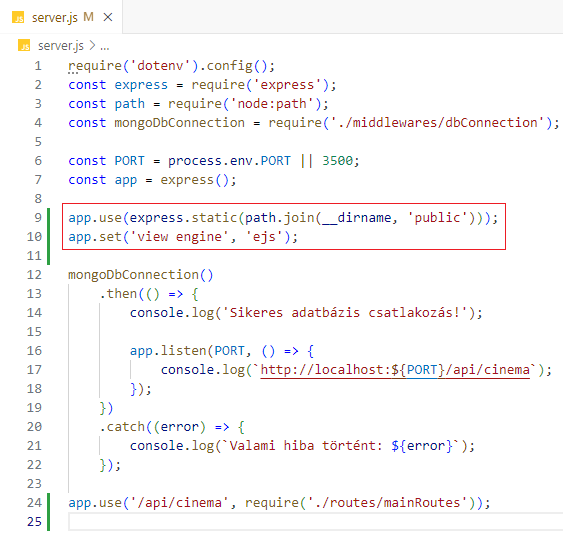 JS server.js M ×
JS server.js > ...
1 require('dotenv').config();
2 const express = require('express');
3 const path = require('node:path');
4 const mongoDbConnection = require('./middlewares/dbConnection');
5
6 const PORT = process.env.PORT || 3500;
7 const app = express();
8
9 app.use(express.static(path.join(__dirname, 'public')));
10 app.set('view engine', 'ejs');
11
12 mongoDbConnection()
13     .then(() => {
14         console.log('Sikeres adatbázis csatlakozás!');
15
16         app.listen(PORT, () => {
17             console.log(`http://localhost:${PORT}/api/cinema`);
18         });
19     })
20     .catch((error) => {
21         console.log(`Valami hiba történt: ${error}`);
22     });
23
24 app.use('/api/cinema', require('./routes/mainRoutes'));
25